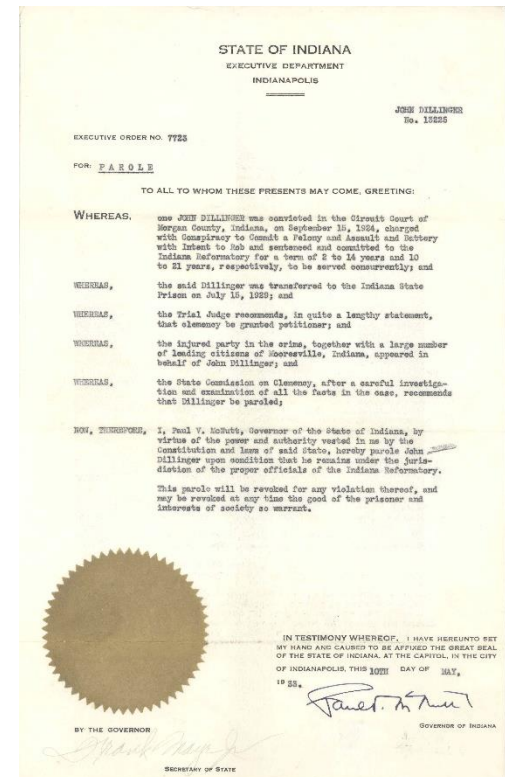 STATE OF INDIANA
EXECUTIVE DEPARTMENT
INDIANAPOLIS
JOHN DILLINGER
No. 13225
EXECUTIVE ORDER NO. 7723
FOR: PAROLE
TO ALL TO WHOM THESE PRESENTS MAY COME, GREETING:
WHEREAS, one JOHN DILLINGER was convicted in the Circuit Court of
Morgan County, Indiana, on September 15, 1924, charged
with Conspiracy to Commit a Felony and Assault and Battery
with Intent to Rob and sentenced and committed to the
Indiana Reformatory for a term of 2 to 14 years and 10
to 21 years, respectively, to be served concurrently; and
WHEREAS, the said Dillinger was transferred to the Indiana State
Prison on July 15, 1929; and
WHEREAS, the Trial Judge recommends, in quite a lengthy statement,
that clemency be granted petitioner; and
WHEREAS, the injured party in the crime, together with a large number
of leading citizens of Mooresville, Indiana, appeared in
behalf of John Dillinger; and
WHEREAS, the State Commission on Clemency, after a careful investiga-
tion and examination of all the facts in the case, recommends
that Dillinger be paroled;
NOW, THEREFORE, I, Paul V. McNutt, Governor of the State of Indiana, by
virtue of the power and authority vested in me by the
Constitution and laws of said State, hereby parole John
Dillinger upon condition that he remains under the juris-
diction of the proper officials of the Indiana Reformatory.
This parole will be revoked for any violation thereof, and
may be revoked at any time the good of the prisoner and
interests of society so warrant.
IN TESTIMONY WHEREOF, I HAVE HEREUNTO SET
MY HAND AND CAUSED TO BE AFFIXED THE GREAT SEAL
OF THE STATE OF INDIANA, AT THE CAPITOL, IN THE CITY
OF INDIANAPOLIS, THIS 10TH DAY OF MAY,
1933.
Paul V. McNutt
GOVERNOR OF INDIANA
BY THE GOVERNOR
Frank Mayr Jr
SECRETARY OF STATE